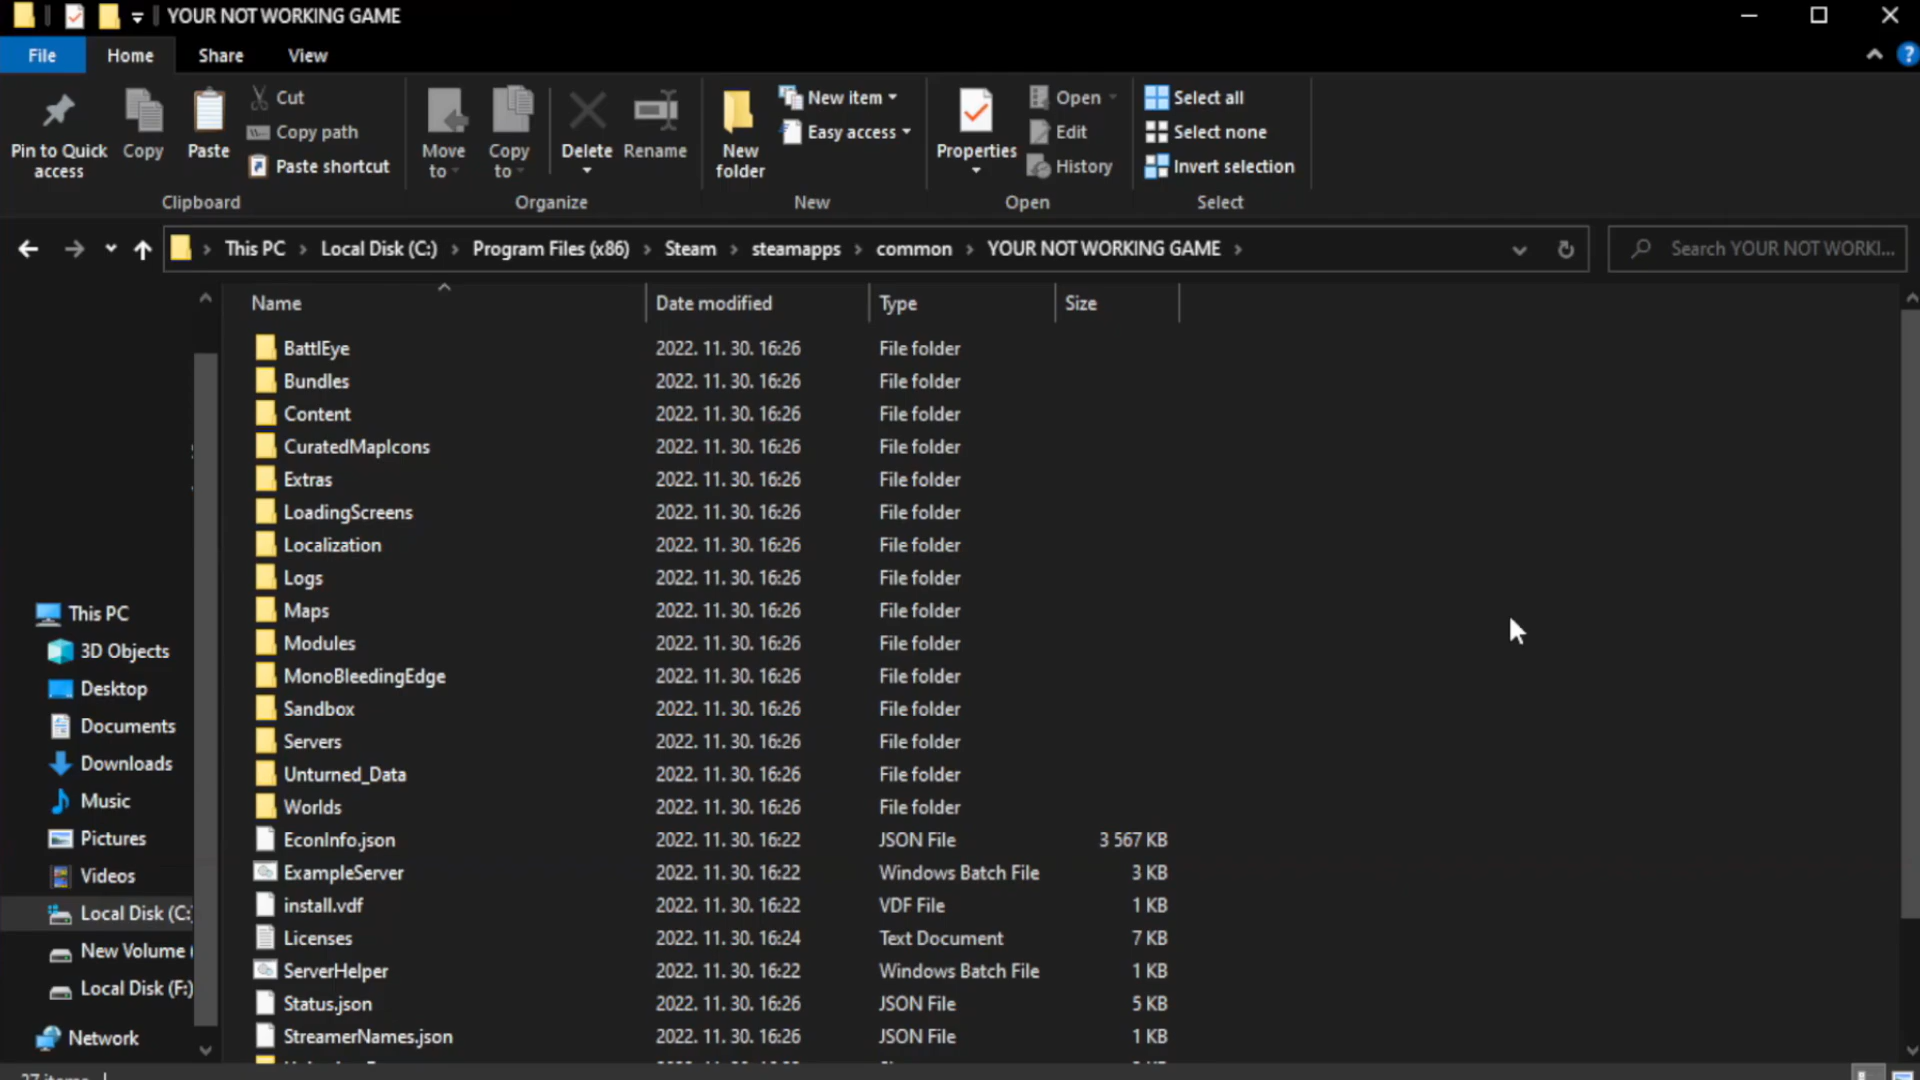 YOUR NOT WORKING GAME
File Home Share View
Pin to Quick access
Copy
Paste
Cut
Copy path
Paste shortcut
Clipboard
Move to
Copy to
Delete
Rename
Organize
New folder
New item
Easy access
New
Properties
Open
Edit
History
Open
Select all
Select none
Invert selection
Select
This PC > Local Disk (C:) > Program Files (x86) > Steam > steamapps > common > YOUR NOT WORKING GAME >
Search YOUR NOT WORKI...
Name Date modified Type Size
BattlEye 2022. 11. 30. 16:26 File folder
Bundles 2022. 11. 30. 16:26 File folder
Content 2022. 11. 30. 16:26 File folder
CuratedMapIcons 2022. 11. 30. 16:26 File folder
Extras 2022. 11. 30. 16:26 File folder
LoadingScreens 2022. 11. 30. 16:26 File folder
Localization 2022. 11. 30. 16:26 File folder
Logs 2022. 11. 30. 16:26 File folder
Maps 2022. 11. 30. 16:26 File folder
Modules 2022. 11. 30. 16:26 File folder
MonoBleedingEdge 2022. 11. 30. 16:26 File folder
Sandbox 2022. 11. 30. 16:26 File folder
Servers 2022. 11. 30. 16:26 File folder
Unturned_Data 2022. 11. 30. 16:26 File folder
Worlds 2022. 11. 30. 16:26 File folder
EconInfo.json 2022. 11. 30. 16:22 JSON File 3 567 KB
ExampleServer 2022. 11. 30. 16:22 Windows Batch File 3 KB
install.vdf 2022. 11. 30. 16:22 VDF File 1 KB
Licenses 2022. 11. 30. 16:24 Text Document 7 KB
ServerHelper 2022. 11. 30. 16:22 Windows Batch File 1 KB
Status.json 2022. 11. 30. 16:26 JSON File 5 KB
StreamerNames.json 2022. 11. 30. 16:26 JSON File 1 KB
This PC
3D Objects
Desktop
Documents
Downloads
Music
Pictures
Videos
Local Disk (C:)
New Volume (
Local Disk (F:)
Network